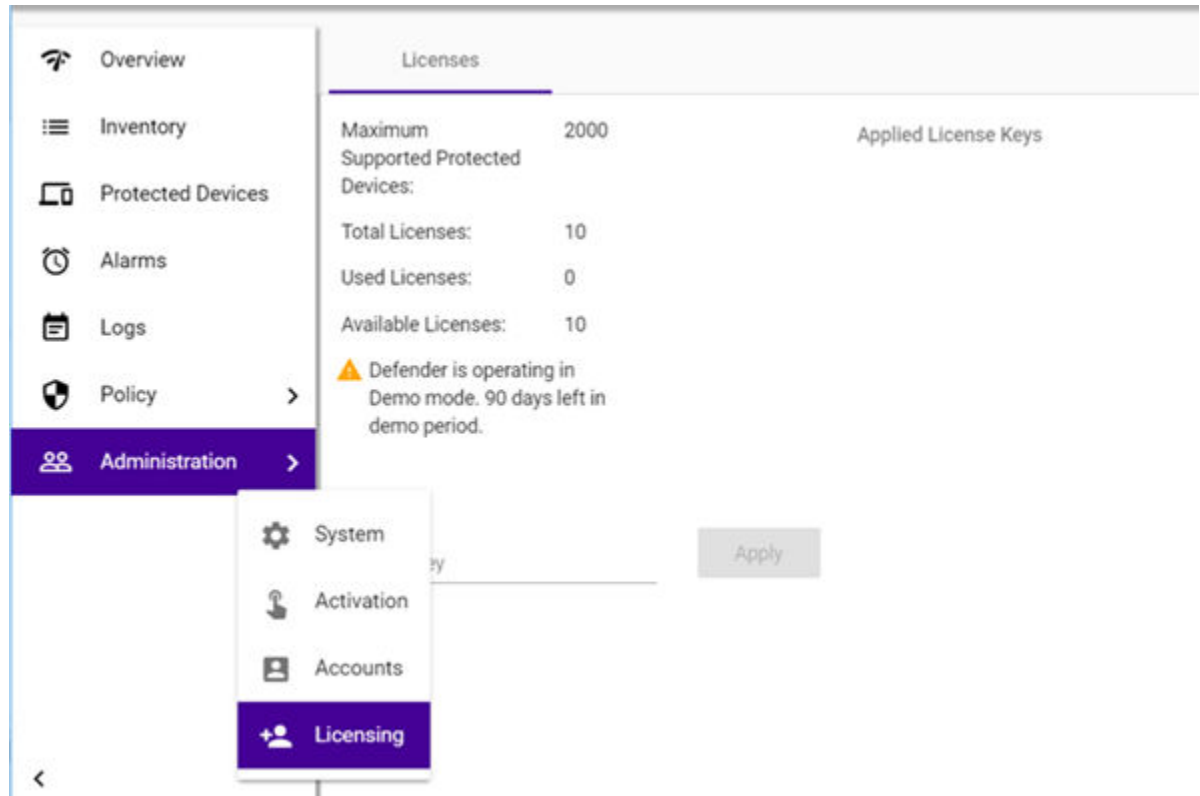 Overview
Inventory
Protected Devices
Alarms
Logs
Policy
Administration
System
Activation
Accounts
Licensing
Licenses
Maximum
Supported Protected
Devices:
2000
Total Licenses:
10
Used Licenses:
0
Available Licenses:
10
Defender is operating in
Demo mode. 90 days left in
demo period.
Applied License Keys
Apply